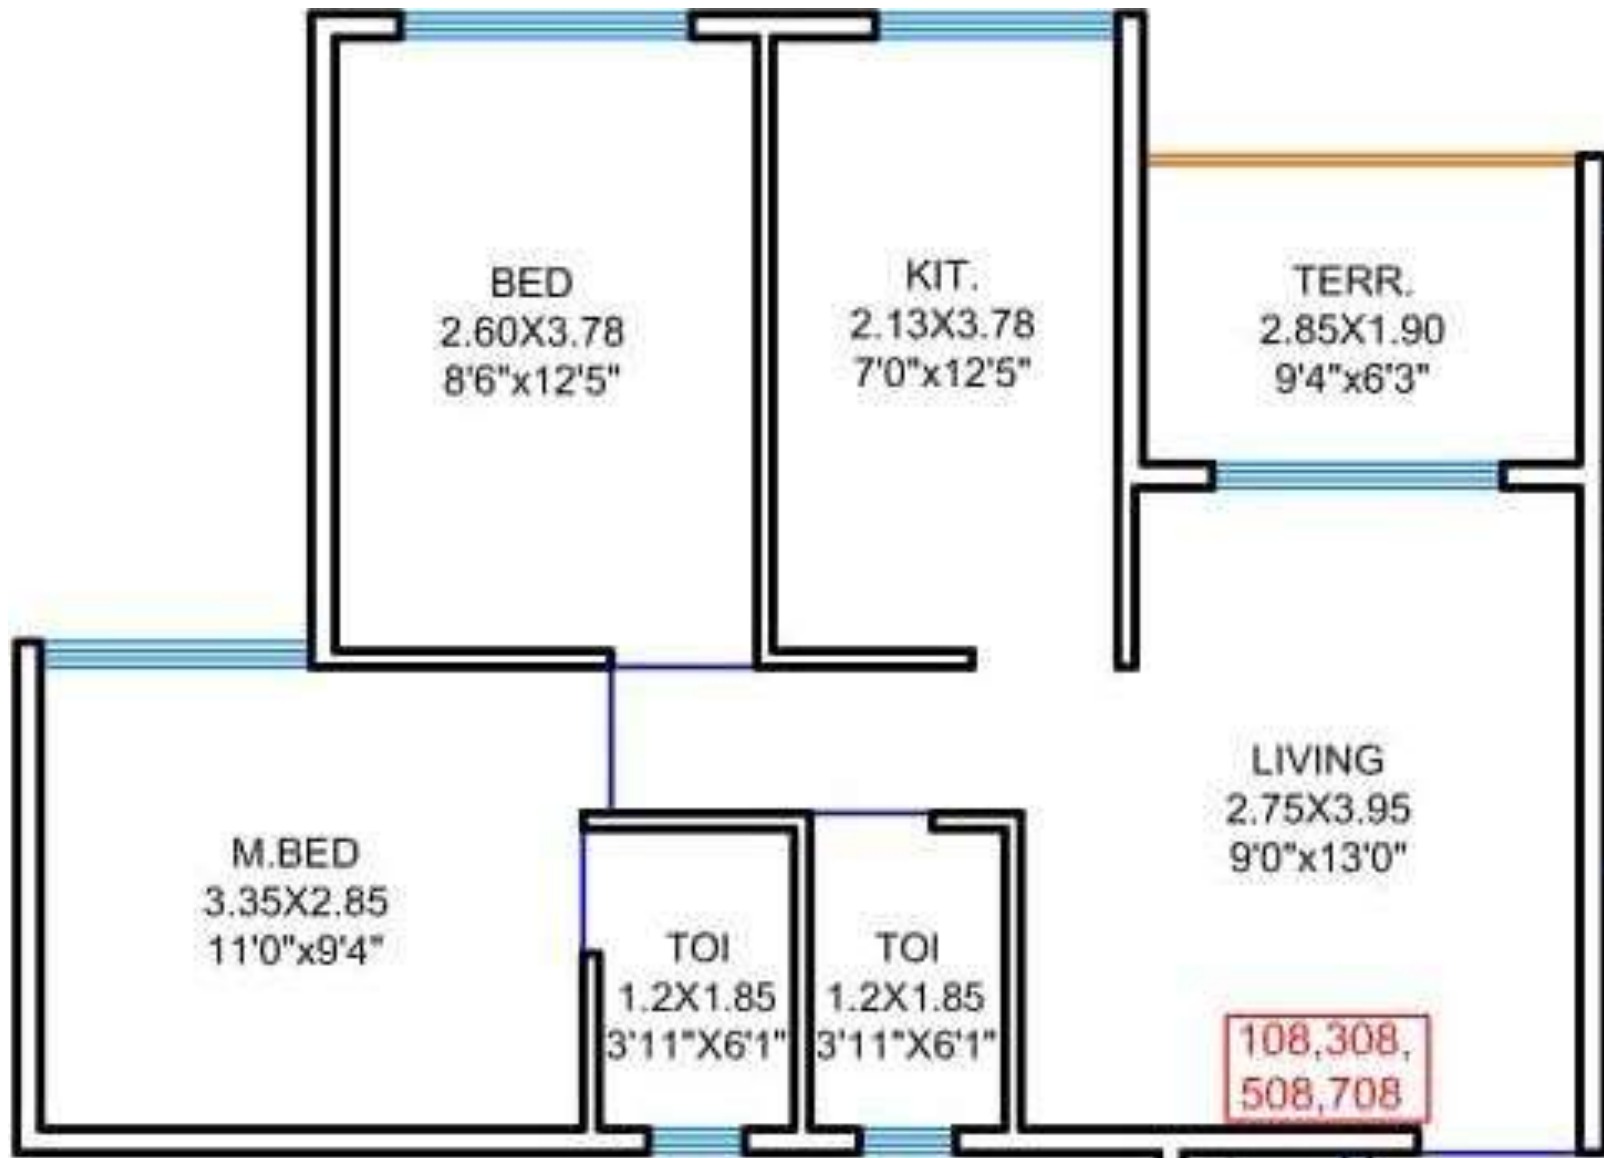 BED
2.60X3.78
8'6"x12'5"
KIT.
2.13X3.78
7'0"x12'5"
TERR.
2.85X1.90
9'4"x6'3"
M.BED
3.35X2.85
11'0"x9'4"
TOI
1.2X1.85
3'11"X6'1"
TOI
1.2X1.85
3'11"X6'1"
LIVING
2.75X3.95
9'0"x13'0"
108,308,
508,708